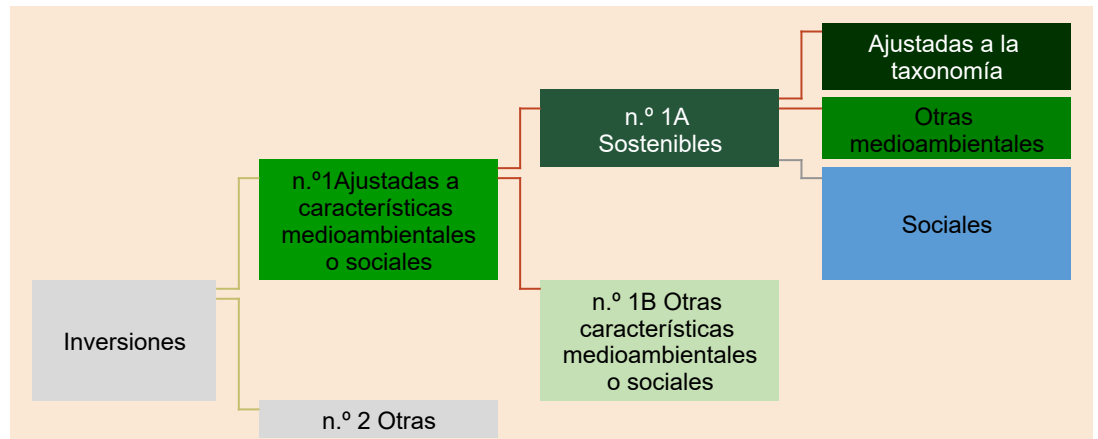 Inversiones
n.º1Ajustadas a
características
medioambientales
o sociales
n.º 2 Otras
n.º 1A
Sostenibles
n.º 1B Otras
características
medioambientales
o sociales
Ajustadas a la
taxonomía
Otras
medioambientales
Sociales